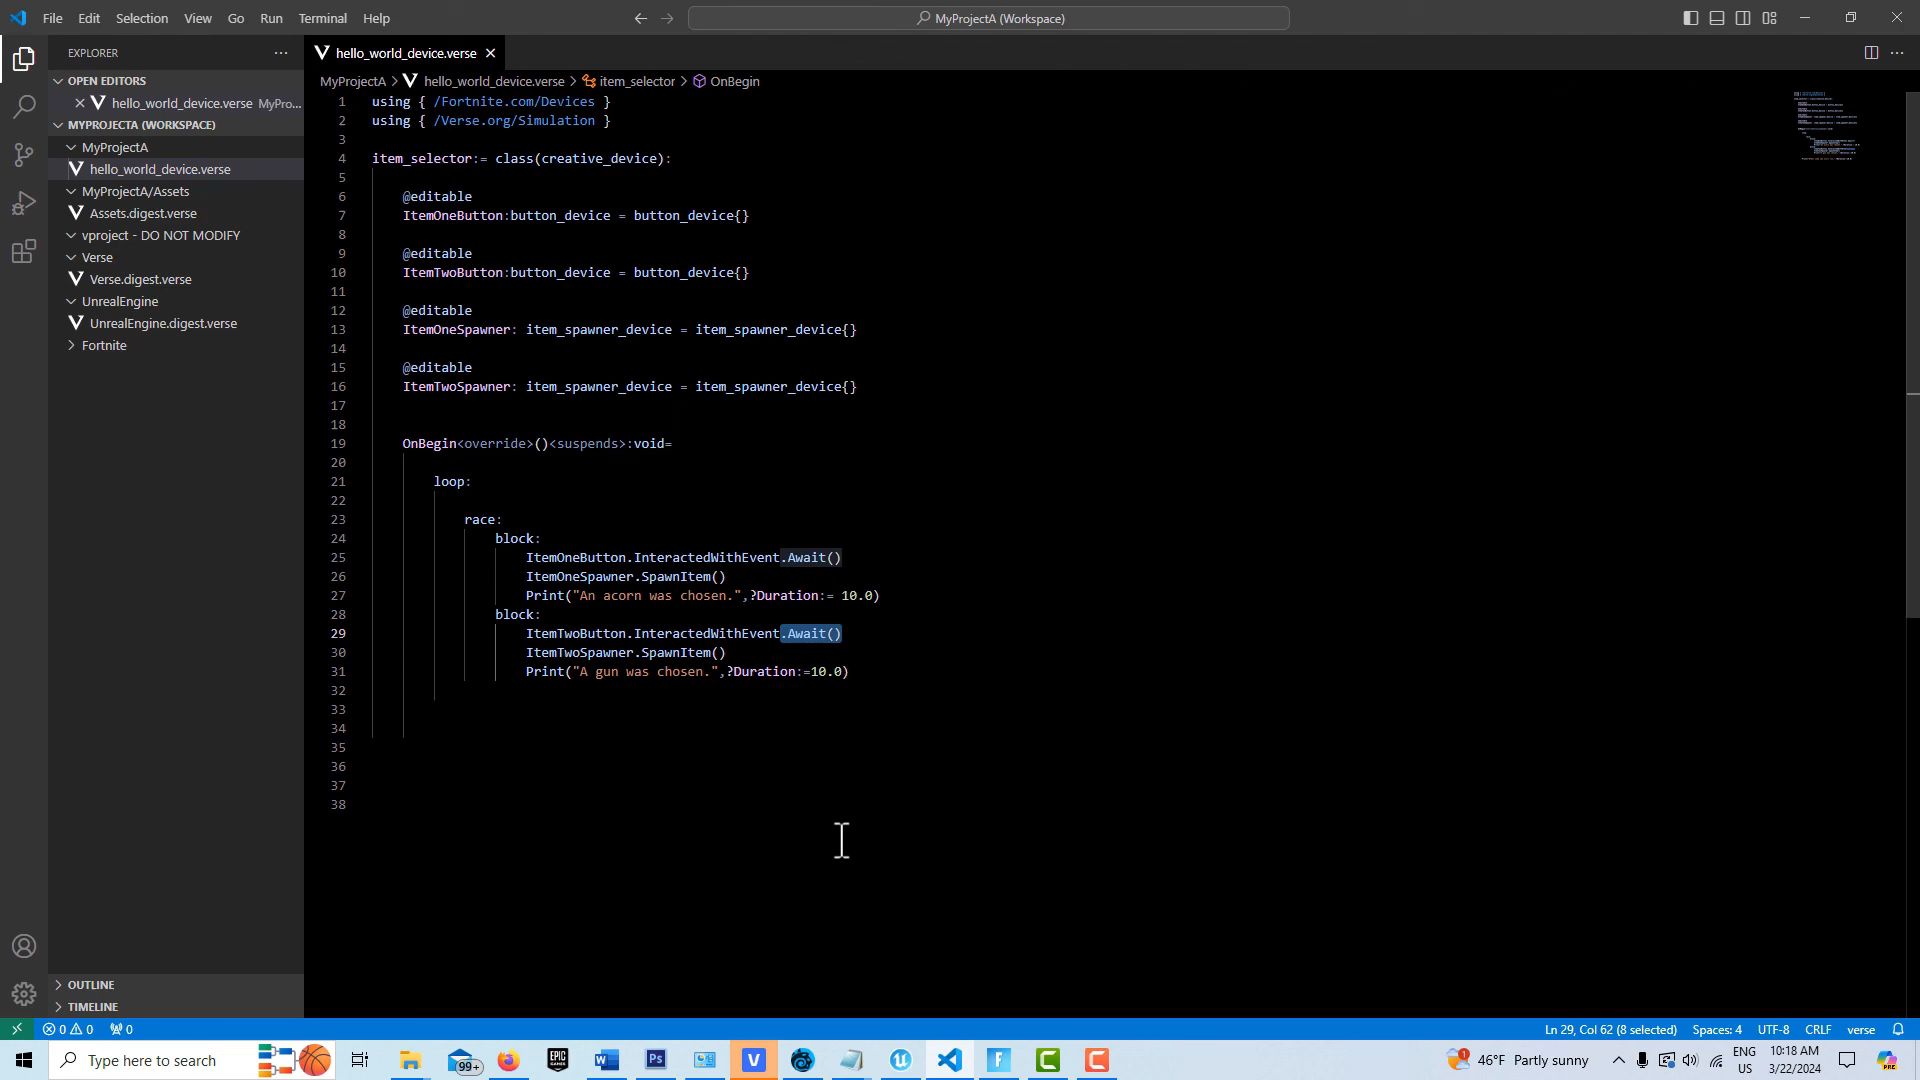 File Edit Selection View Go Run Terminal Help
MyProjectA (Workspace)
EXPLORER
OPEN EDITORS
hello_world_device.verse MyPro...
MYPROJECTA (WORKSPACE)
MyProjectA
hello_world_device.verse
MyProjectA/Assets
Assets.digest.verse
vproject - DO NOT MODIFY
Verse
Verse.digest.verse
UnrealEngine
UnrealEngine.digest.verse
Fortnite
OUTLINE
TIMELINE
hello_world_device.verse
MyProjectA > hello_world_device.verse > item_selector > OnBegin
1 using { /Fortnite.com/Devices }
2 using { /Verse.org/Simulation }
3
4 item_selector:= class(creative_device):
5
6 @editable
7 ItemOneButton:button_device = button_device{}
8
9 @editable
10 ItemTwoButton:button_device = button_device{}
11
12 @editable
13 ItemOneSpawner: item_spawner_device = item_spawner_device{}
14
15 @editable
16 ItemTwoSpawner: item_spawner_device = item_spawner_device{}
17
18
19 OnBegin<override>()<suspends>:void=
20
21 loop:
22
23 race:
24 block:
25 ItemOneButton.InteractedWithEvent.Await()
26 ItemOneSpawner.SpawnItem()
27 Print("An acorn was chosen.",?Duration:= 10.0)
28 block:
29 ItemTwoButton.InteractedWithEvent.Await()
30 ItemTwoSpawner.SpawnItem()
31 Print("A gun was chosen.",?Duration:=10.0)
32
33
34
35
36
37
38
0 0 0
Ln 29, Col 62 (8 selected) Spaces: 4 UTF-8 CRLF verse
Type here to search
99+
EPIC GAMES
W
Ps
V
F
C
C
1
46°F Partly sunny
ENG
US
10:18 AM
3/22/2024
PRE